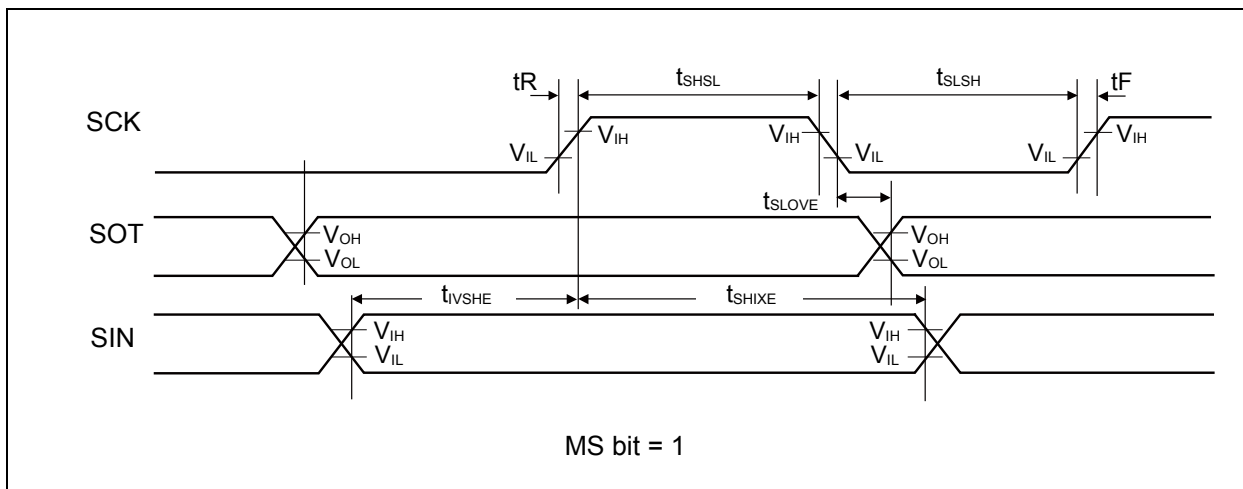 tR
tSHSL
tSLSH
tF
SCK
VIH
VIL
VIH
VIL
VIL
VIH
tSLOVE
SOT
VOH
VOL
VOH
VOL
tIVSHE
tSHIXE
SIN
VIH
VIL
VIH
VIL
MS bit = 1